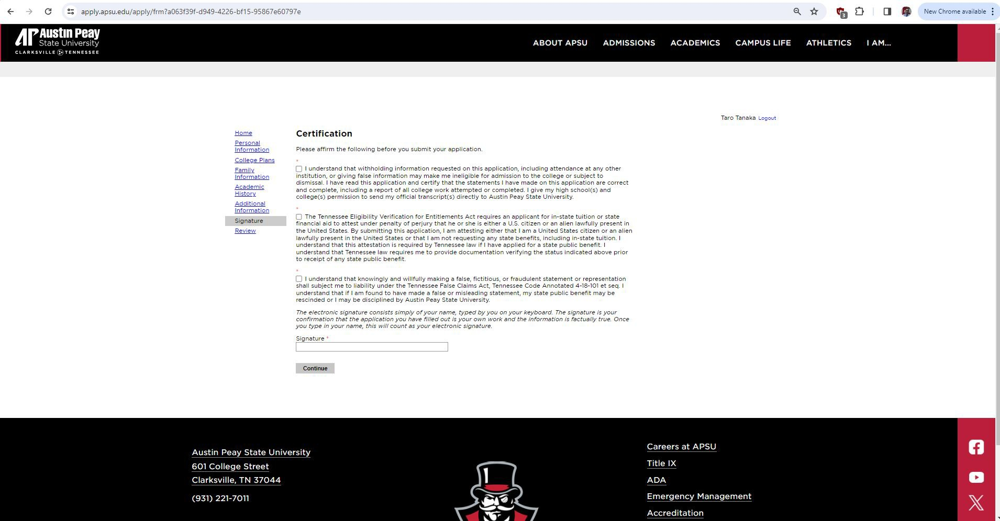 apply.apsu.edu/apply/frm?a063f39f-d949-4226-bf15-95867e60797e
3
New Chrome available
AP Austin Peay
State University
CLARKSVILLE TENNESSEE
ABOUT APSU
ADMISSIONS
ACADEMICS
CAMPUS LIFE
ATHLETICS
I AM...
Taro Tanaka Logout
Home
Personal
Information
College Plans
Family
Information
Academic
History
Additional
Information
Signature
Review
Certification
Please affirm the following before you submit your application.
*
I understand that withholding information requested on this application, including attendance at any other
institution, or giving false information may make me ineligible for admission to the college or subject to
dismissal. I have read this application and certify that the statements I have made on this application are correct
and complete, including a report of all college work attempted or completed. I give my high school(s) and
college(s) permission to send my official transcript(s) directly to Austin Peay State University.
*
The Tennessee Eligibility Verification for Entitlements Act requires an applicant for in-state tuition or state
financial aid to attest under penalty of perjury that he or she is either a U.S. citizen or an alien lawfully present in
the United States. By submitting this application, I am attesting either that I am a United States citizen or an alien
lawfully present in the United States or that I am not requesting any state benefits, including in-state tuition. I
understand that this attestation is required by Tennessee law if I have applied for a state public benefit. I
understand that Tennessee law requires me to provide documentation verifying the status indicated above prior
to receipt of any state public benefit.
*
I understand that knowingly and willfully making a false, fictitious, or fraudulent statement or representation
shall subject me to liability under the Tennessee False Claims Act, Tennessee Code Annotated 4-18-101 et seq. I
understand that if I am found to have made a false or misleading statement, my state public benefit may be
rescinded or I may be disciplined by Austin Peay State University.
The electronic signature consists simply of your name, typed by you on your keyboard. The signature is your
confirmation that the application you have filled out is your own work and the information is factually true. Once
you type in your name, this will count as your electronic signature.
Signature *
Continue
Austin Peay State University
601 College Street
Clarksville, TN 37044
(931) 221-7011
Careers at APSU
Title IX
ADA
Emergency Management
Accreditation